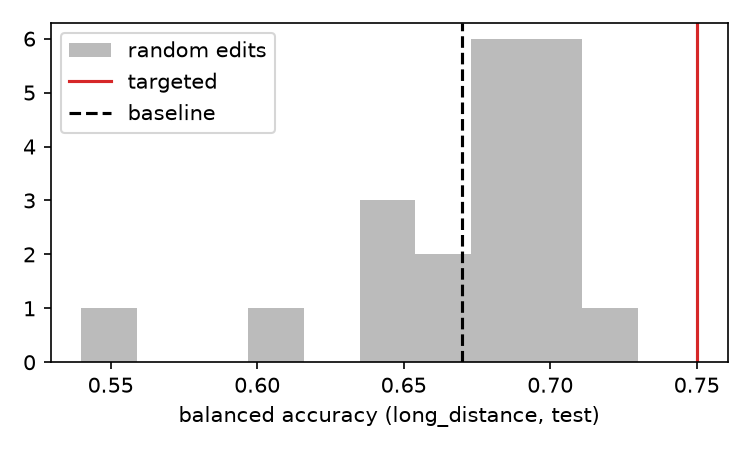 random edits
targeted
baseline
6
5
4
3
2
1
0
0.55 0.60 0.65 0.70 0.75
balanced accuracy (long_distance, test)